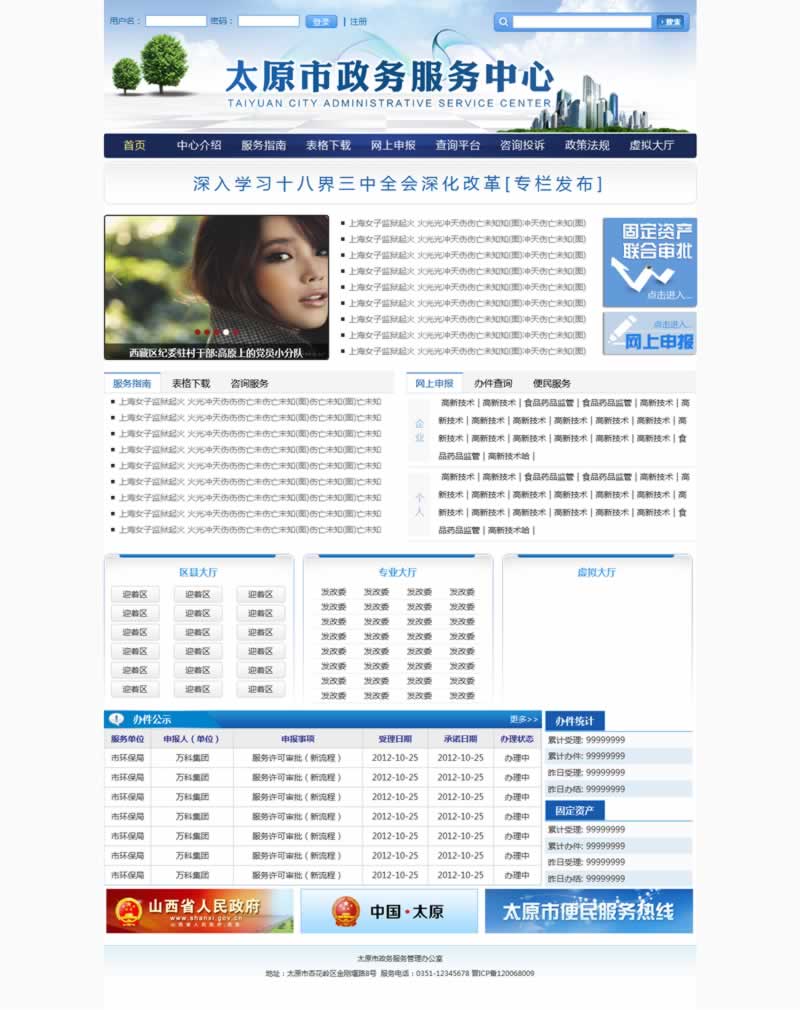 用户名：
密码：
登录
注册
搜索
太原市政务服务中心
TAIYUAN CITY ADMINISTRATIVE SERVICE CENTER
首页 中心介绍 服务指南 表格下载 网上申报 查询平台 咨询投诉 政策法规 虚拟大厅
深入学习十八界三中全会深化改革[专栏发布]
西藏区纪委驻村干部:高原上的党员小分队
上海女子监狱起火 火光光冲天伤伤亡未知知(图)冲天伤亡未知(图)
上海女子监狱起火 火光冲天伤伤亡未知知(图)冲天伤亡未知(图)
上海女子监狱起火 火光冲天伤伤亡未知知(图)冲天伤亡未知(图)
上海女子监狱起火 火光冲天伤伤亡未知知(图)冲天伤亡未知(图)
上海女子监狱起火 火光冲天伤伤亡未知知(图)冲天伤亡未知(图)
上海女子监狱起火 火光冲天伤伤亡未知知(图)冲天伤亡未知(图)
上海女子监狱起火 火光冲天伤伤亡未知知(图)冲天伤亡未知(图)
上海女子监狱起火 火光冲天伤伤亡未知知(图)冲天伤亡未知(图)
上海女子监狱起火 火光冲天伤伤亡未知知(图)冲天伤亡未知(图)
固定资产
联合审批
点击进入...
点击进入...
网上申报
服务指南 表格下载 咨询服务
上海女子监狱起火 火光冲天伤伤伤亡未伤亡未知(图)伤亡未知(图)亡未知
上海女子监狱起火 火光冲天伤伤伤亡未伤亡未知(图)伤亡未知(图)亡未知
上海女子监狱起火 火光冲天伤伤伤亡未伤亡未知(图)伤亡未知(图)亡未知
上海女子监狱起火 火光冲天伤伤伤亡未伤亡未知(图)伤亡未知(图)亡未知
上海女子监狱起火 火光冲天伤伤伤亡未伤亡未知(图)伤亡未知(图)亡未知
上海女子监狱起火 火光冲天伤伤伤亡未伤亡未知(图)伤亡未知(图)亡未知
上海女子监狱起火 火光冲天伤伤伤亡未伤亡未知(图)伤亡未知(图)亡未知
上海女子监狱起火 火光冲天伤伤伤亡未伤亡未知(图)伤亡未知(图)亡未知
上海女子监狱起火 火光冲天伤伤伤亡未伤亡未知(图)伤亡未知(图)亡未知
网上申报 办件查询 便民服务
企业
高新技术 | 高新技术 | 食品药品监管 | 食品药品监管 | 高新技术 | 高
新技术 | 高新技术 | 高新技术 | 高新技术 | 高新技术 | 高新技术 | 高
新技术 | 高新技术 | 高新技术 | 高新技术 | 高新技术 | 高新技术 | 食
品药品监管 | 高新技术哈 |
个人
高新技术 | 高新技术 | 食品药品监管 | 食品药品监管 | 高新技术 | 高
新技术 | 高新技术 | 高新技术 | 高新技术 | 高新技术 | 高新技术 | 高
新技术 | 高新技术 | 高新技术 | 高新技术 | 高新技术 | 高新技术 | 食
品药品监管 | 高新技术哈 |
区县大厅
迎着区 迎着区 迎着区
迎着区 迎着区 迎着区
迎着区 迎着区 迎着区
迎着区 迎着区 迎着区
迎着区 迎着区 迎着区
迎着区 迎着区 迎着区
专业大厅
发改委 发改委 发改委 发改委
发改委 发改委 发改委 发改委
发改委 发改委 发改委 发改委
发改委 发改委 发改委 发改委
发改委 发改委 发改委 发改委
发改委 发改委 发改委 发改委
发改委 发改委 发改委 发改委
发改委 发改委 发改委 发改委
虚拟大厅
办件公示 更多>>
服务单位 申报人（单位） 申报事项 受理日期 承诺日期 办理状态
市环保局 万科集团 服务许可审批（新流程） 2012-10-25 2012-10-25 办理中
市环保局 万科集团 服务许可审批（新流程） 2012-10-25 2012-10-25 办理中
市环保局 万科集团 服务许可审批（新流程） 2012-10-25 2012-10-25 办理中
市环保局 万科集团 服务许可审批（新流程） 2012-10-25 2012-10-25 办理中
市环保局 万科集团 服务许可审批（新流程） 2012-10-25 2012-10-25 办理中
市环保局 万科集团 服务许可审批（新流程） 2012-10-25 2012-10-25 办理中
市环保局 万科集团 服务许可审批（新流程） 2012-10-25 2012-10-25 办理中
办件统计
累计受理: 99999999
累计办件: 99999999
昨日受理: 99999999
昨日办结: 99999999
固定资产
累计受理: 99999999
累计办件: 99999999
昨日受理: 99999999
昨日办结: 99999999
山西省人民政府
www.shanxi.gov.cn
中国·太原
太原市便民服务热线
太原市政务服务管理办公室
地址：太原市杏花岭区金刚堰路8号 服务电话：0351-12345678 晋ICP备120068009